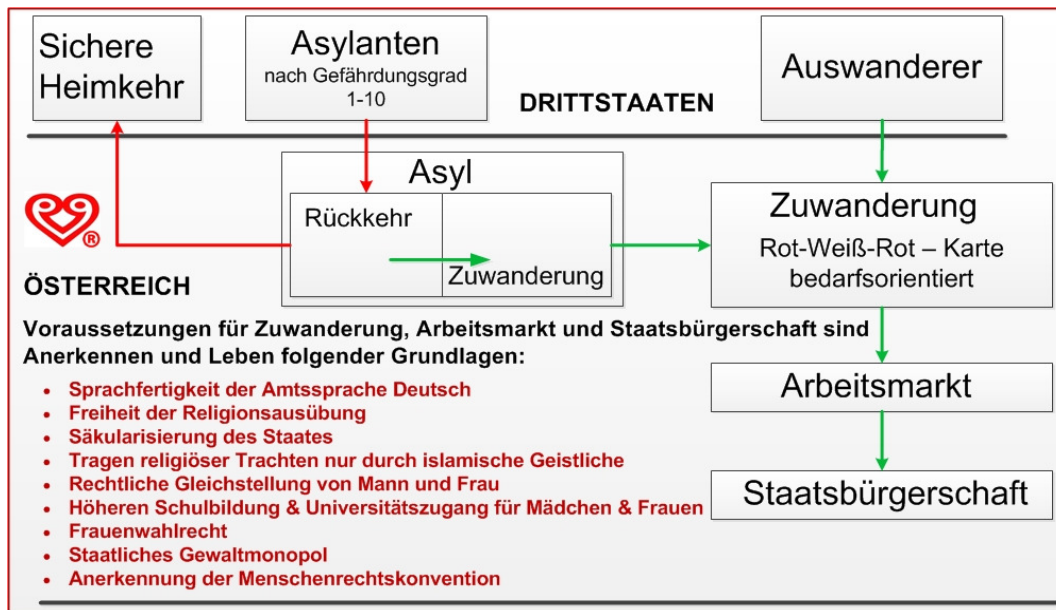 Sichere
Heimkehr
Asylanten
nach Gefährdungsgrad
1-10
Auswanderer
DRITTSTAATEN
Asyl
Rückkehr
Zuwanderung
Zuwanderung
Rot-Weiß-Rot – Karte
bedarfsorientiert
®
ÖSTERREICH
Voraussetzungen für Zuwanderung, Arbeitsmarkt und Staatsbürgerschaft sind
Anerkennen und Leben folgender Grundlagen:
• Sprachfertigkeit der Amtssprache Deutsch
• Freiheit der Religionsausübung
• Säkularisierung des Staates
• Tragen religiöser Trachten nur durch islamische Geistliche
• Rechtliche Gleichstellung von Mann und Frau
• Höheren Schulbildung & Universitätszugang für Mädchen & Frauen
• Frauenwahlrecht
• Staatliches Gewaltmonopol
• Anerkennung der Menschenrechtskonvention
Arbeitsmarkt
Staatsbürgerschaft